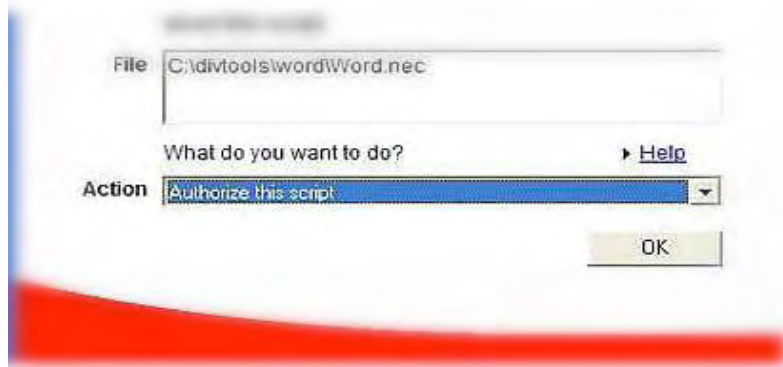 File C:\divtools\word\Word.nec
What do you want to do? Help
Action Authorize this script
OK